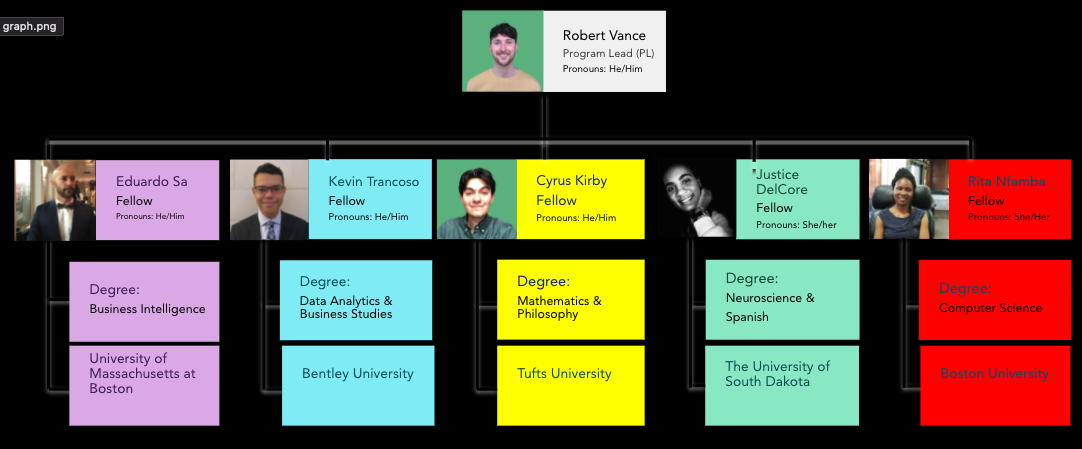 graph.png
Robert Vance
Program Lead (PL)
Pronouns: He/Him
Eduardo Sa
Fellow
Pronouns: He/Him
Kevin Trancoso
Fellow
Pronouns: He/Him
Cyrus Kirby
Fellow
Pronouns: He/Him
"Justice
DelCore
Fellow
Pronouns: She/her
Rita Nfamba
Fellow
Pronouns: She/Her
Degree:
Business Intelligence
Degree:
Data Analytics &
Business Studies
Degree:
Mathematics &
Philosophy
Degree:
Neuroscience &
Spanish
Degree:
Computer Science
University of
Massachusetts at
Boston
Bentley University
Tufts University
The University of
South Dakota
Boston University